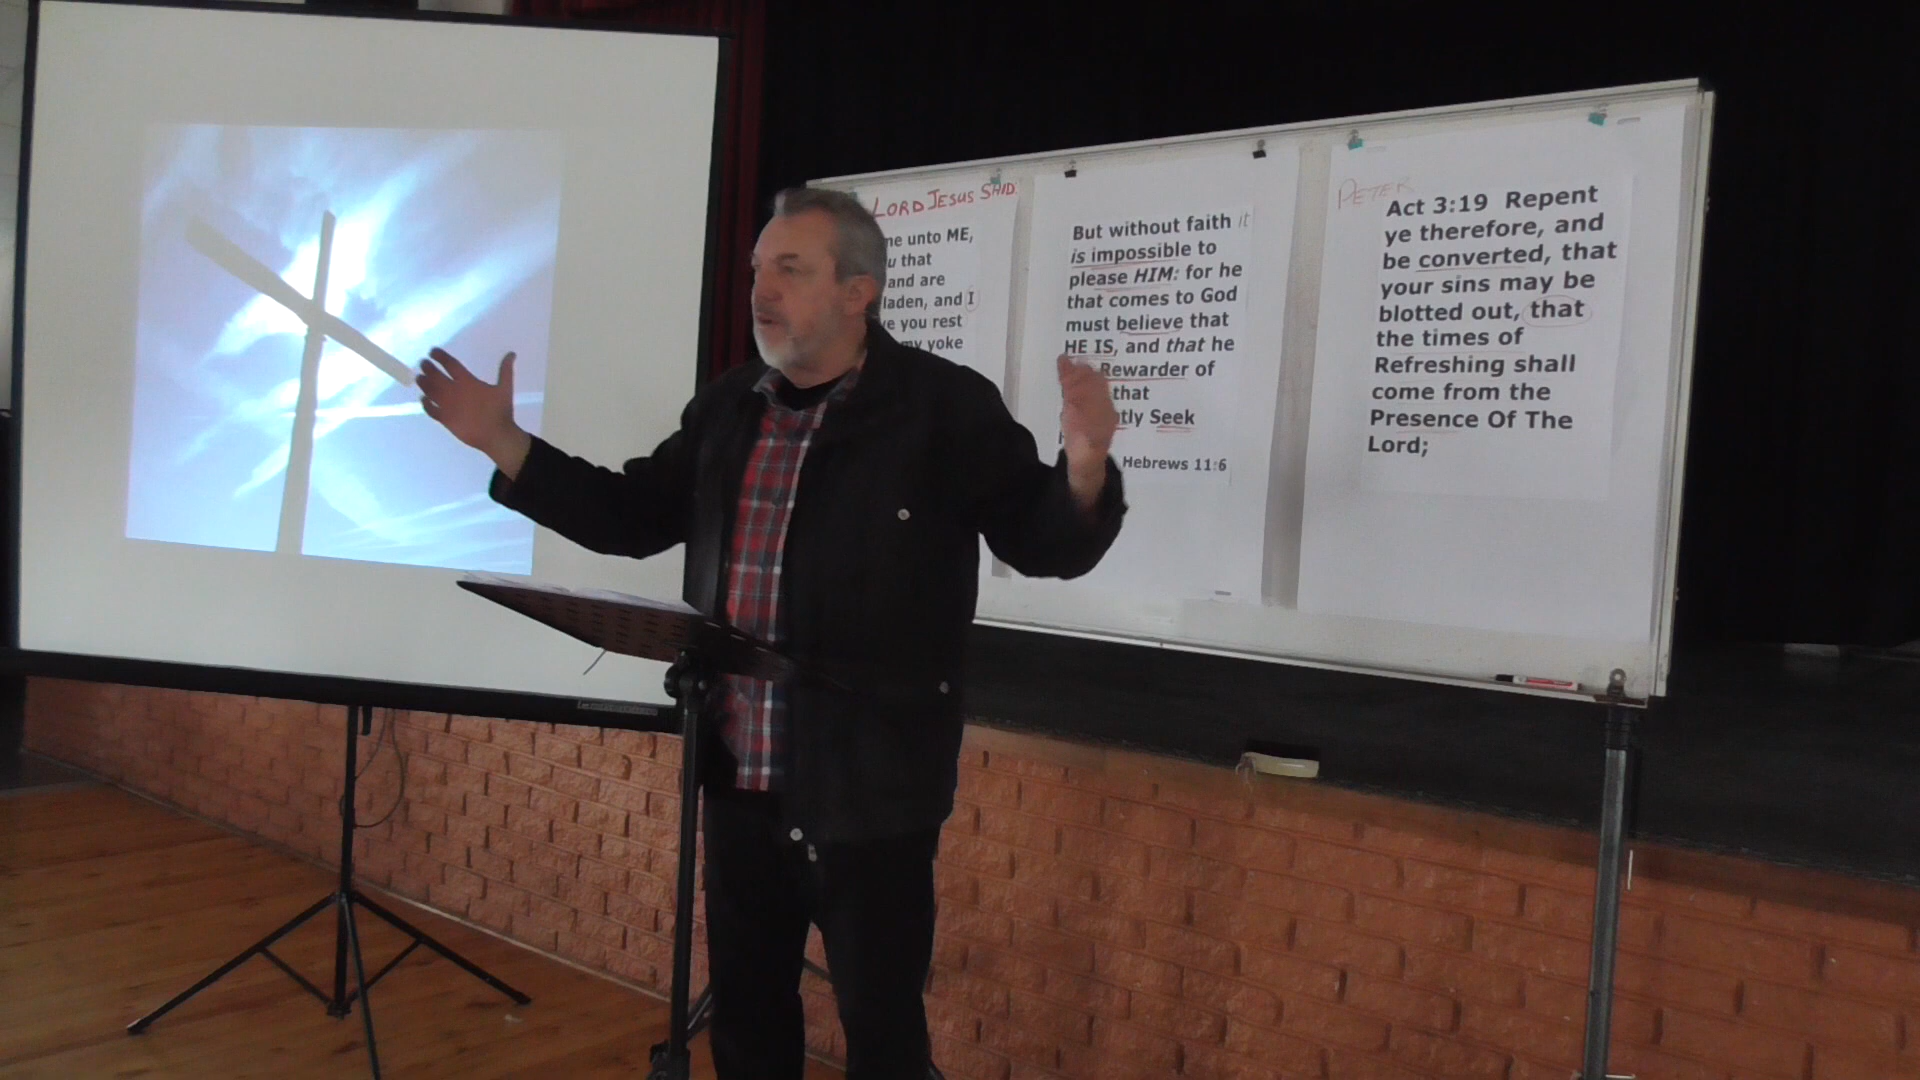 LORD JESUS SAID:
me unto ME,
that
and are
laden, and I
you rest
my yoke
But without faith it
is impossible to
please HIM: for he
that comes to God
must believe that
HE IS, and that he
Rewarder of
that
Seek
Hebrews 11:6
PETER
Act 3:19 Repent
ye therefore, and
be converted, that
your sins may be
blotted out, that
the times of
Refreshing shall
come from the
Presence Of The
Lord;